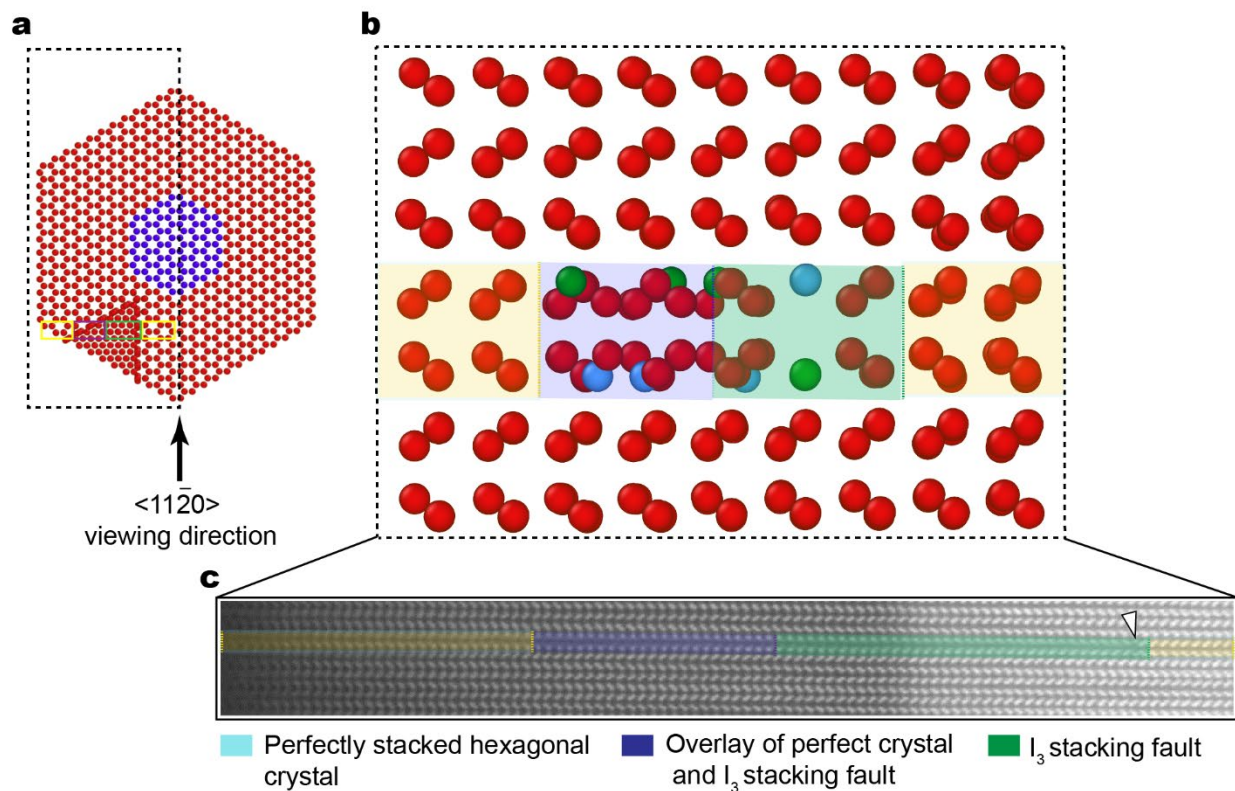 a
b
<112̅0>
viewing direction
c
Perfectly stacked hexagonal
crystal
Overlay of perfect crystal
and I₃ stacking fault
I₃ stacking fault